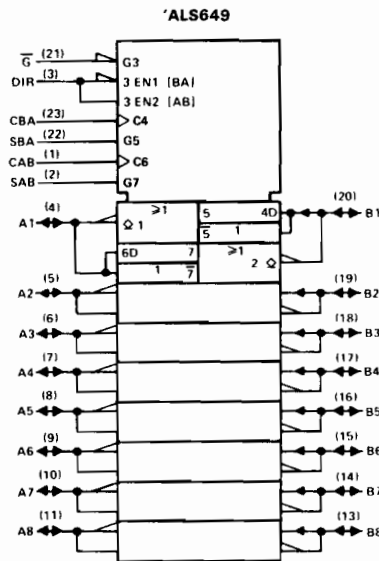 'ALS649
G̅ (21) G3
DIR (3) 3 EN1 [BA]
3 EN2 [AB]
CBA (23) C4
SBA (22) G5
CAB (1) C6
SAB (2) G7
A1 (4) ≥1 5 4D (20) B1
◇ 1 5̅ 1
6D 7 ≥1
1 7̅ 2 ◇
A2 (5) (19) B2
A3 (6) (18) B3
A4 (7) (17) B4
A5 (8) (16) B5
A6 (9) (15) B6
A7 (10) (14) B7
A8 (11) (13) B8